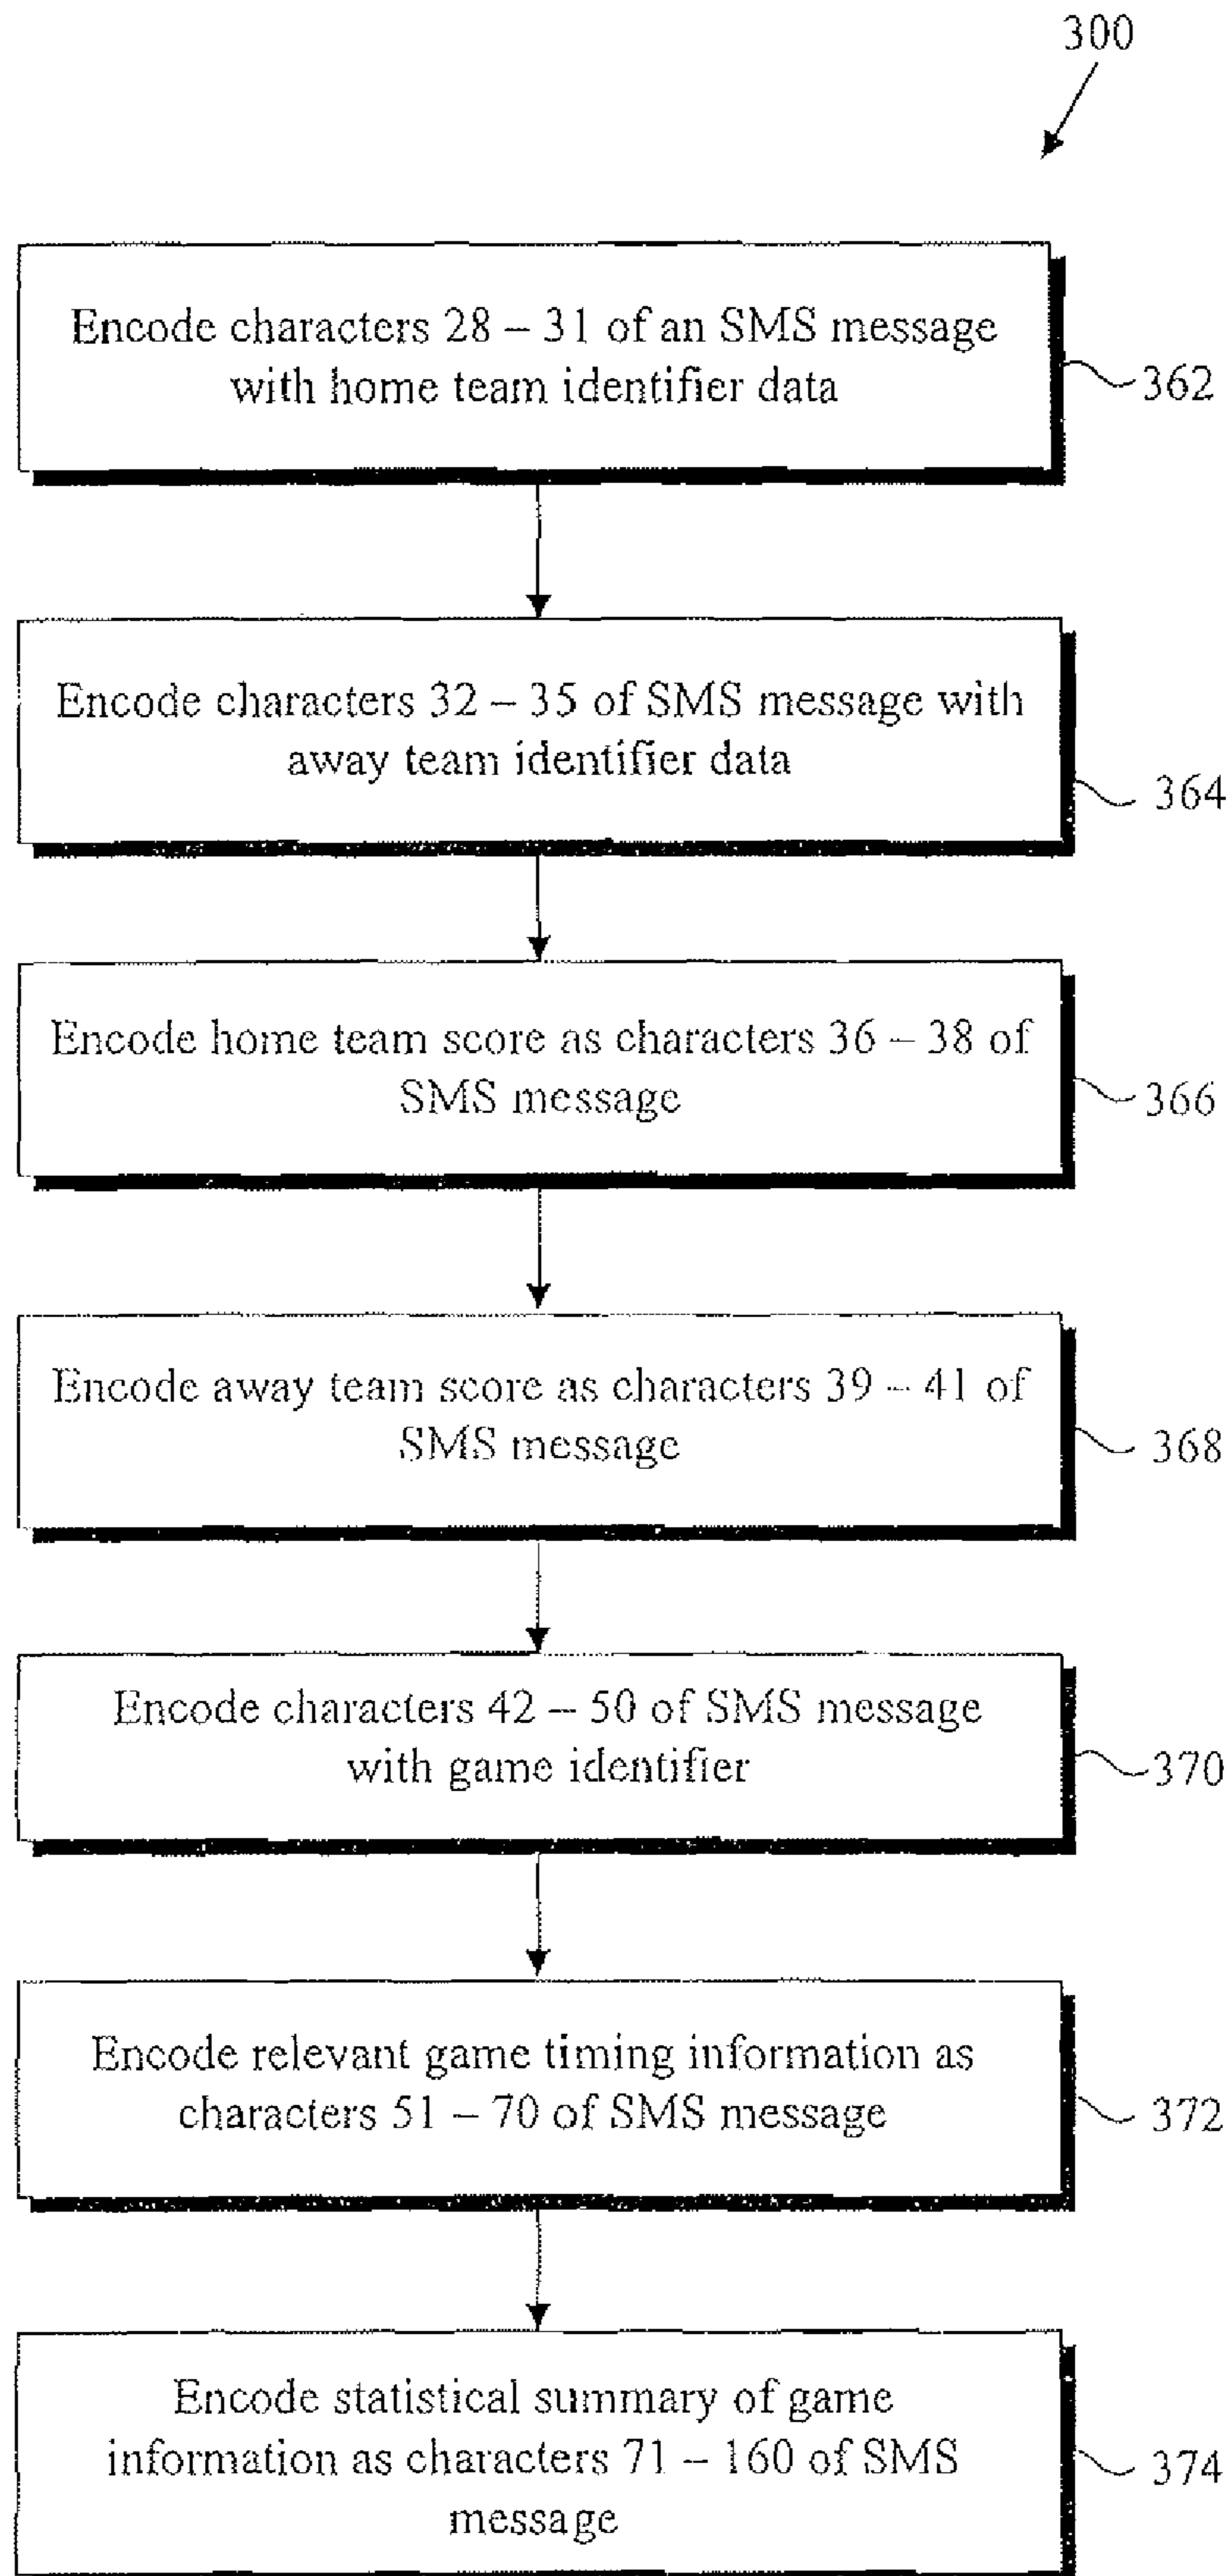 300
Encode characters 28 – 31 of an SMS message
with home team identifier data
362
Encode characters 32 – 35 of SMS message with
away team identifier data
364
Encode home team score as characters 36 – 38 of
SMS message
366
Encode away team score as characters 39 – 41 of
SMS message
368
Encode characters 42 – 50 of SMS message
with game identifier
370
Encode relevant game timing information as
characters 51 – 70 of SMS message
372
Encode statistical summary of game
information as characters 71 – 160 of SMS
message
374